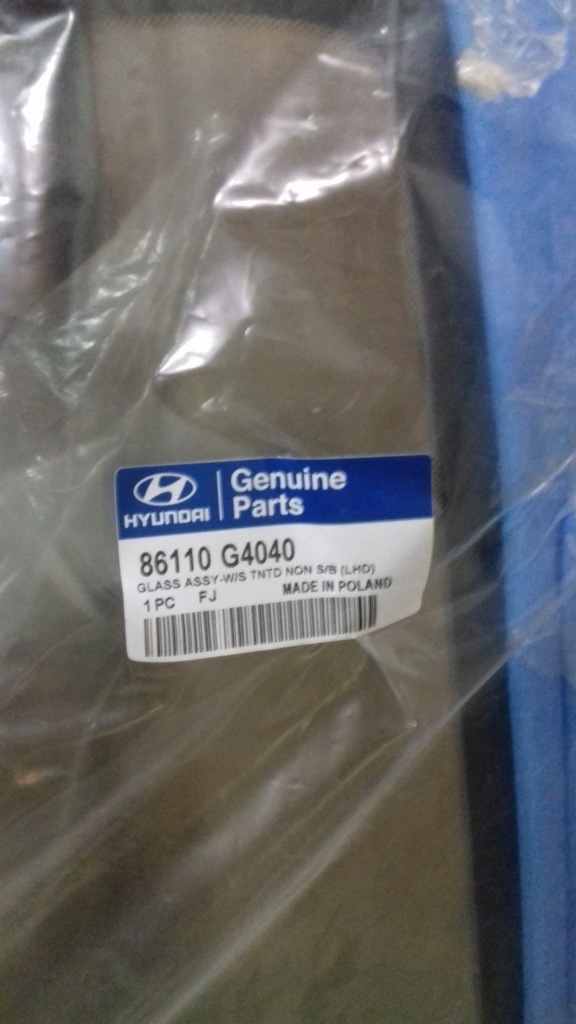 HYUNDAI
Genuine
Parts
86110 G4040
GLASS ASSY-W/S TNTD NON S/B (LHD)
1 PC FJ MADE IN POLAND